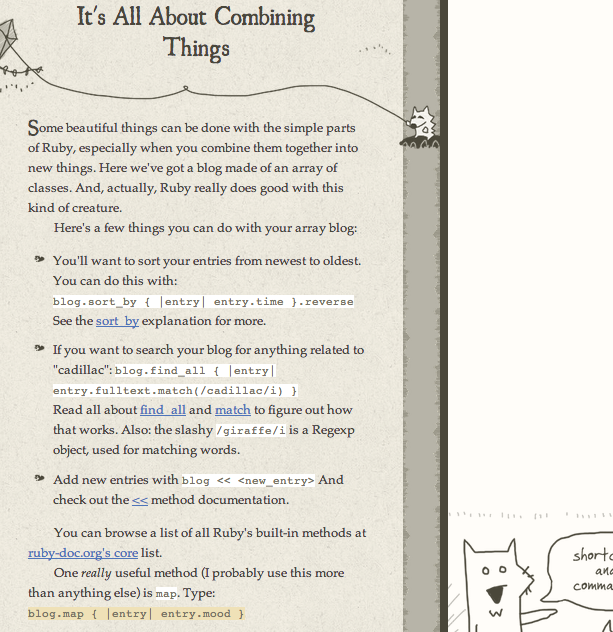 It's All About Combining
Things
Some beautiful things can be done with the simple parts
of Ruby, especially when you combine them together into
new things. Here we've got a blog made of an array of
classes. And, actually, Ruby really does good with this
kind of creature.
Here's a few things you can do with your array blog:
You'll want to sort your entries from newest to oldest.
You can do this with:
blog.sort_by { |entry| entry.time }.reverse
See the sort_by explanation for more.
If you want to search your blog for anything related to
"cadillac": blog.find_all { |entry|
entry.fulltext.match(/cadillac/i) }
Read all about find_all and match to figure out how
that works. Also: the slashy /giraffe/i is a Regexp
object, used for matching words.
Add new entries with blog << <new_entry> And
check out the << method documentation.
You can browse a list of all Ruby's built-in methods at
ruby-doc.org's core list.
One really useful method (I probably use this more
than anything else) is map. Type:
blog.map { |entry| entry.mood }